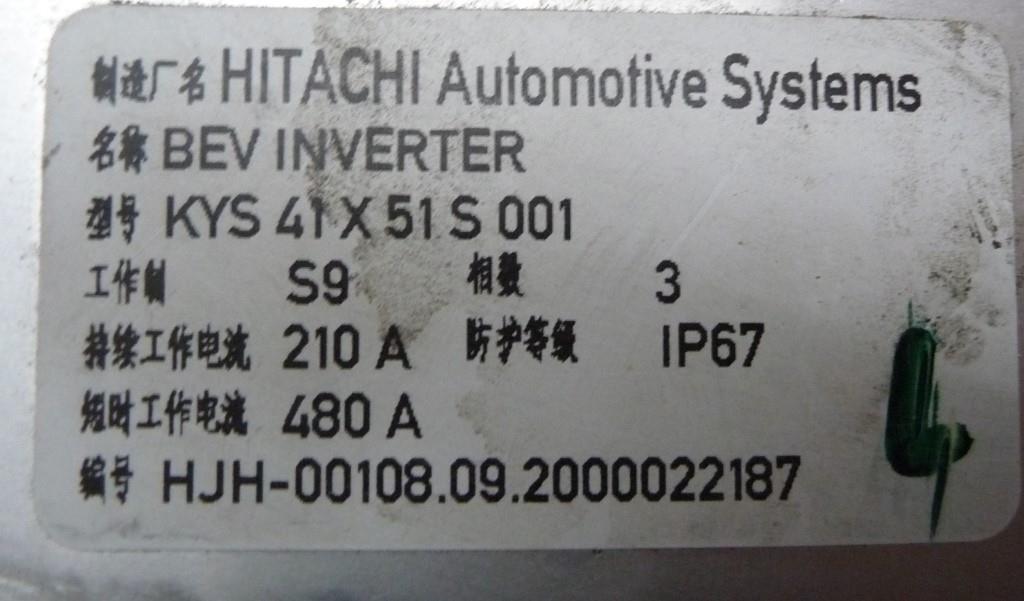 制造厂名 HITACHI Automotive Systems
名称 BEV INVERTER
型号 KYS 41 X 51 S 001
工作制 S9 相数 3
持续工作电流 210 A 防护等级 IP67
短时工作电流 480 A
编号 HJH-00108.09.2000022187
4